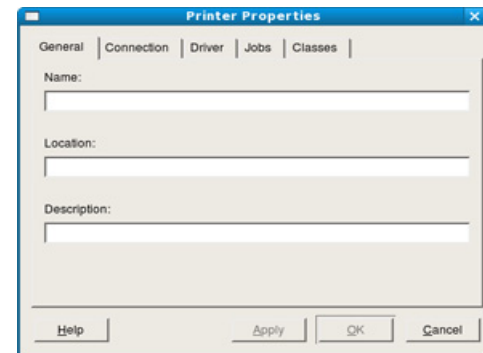 Printer Properties
General Connection Driver Jobs Classes
Name:
Location:
Description:
Help Apply OK Cancel